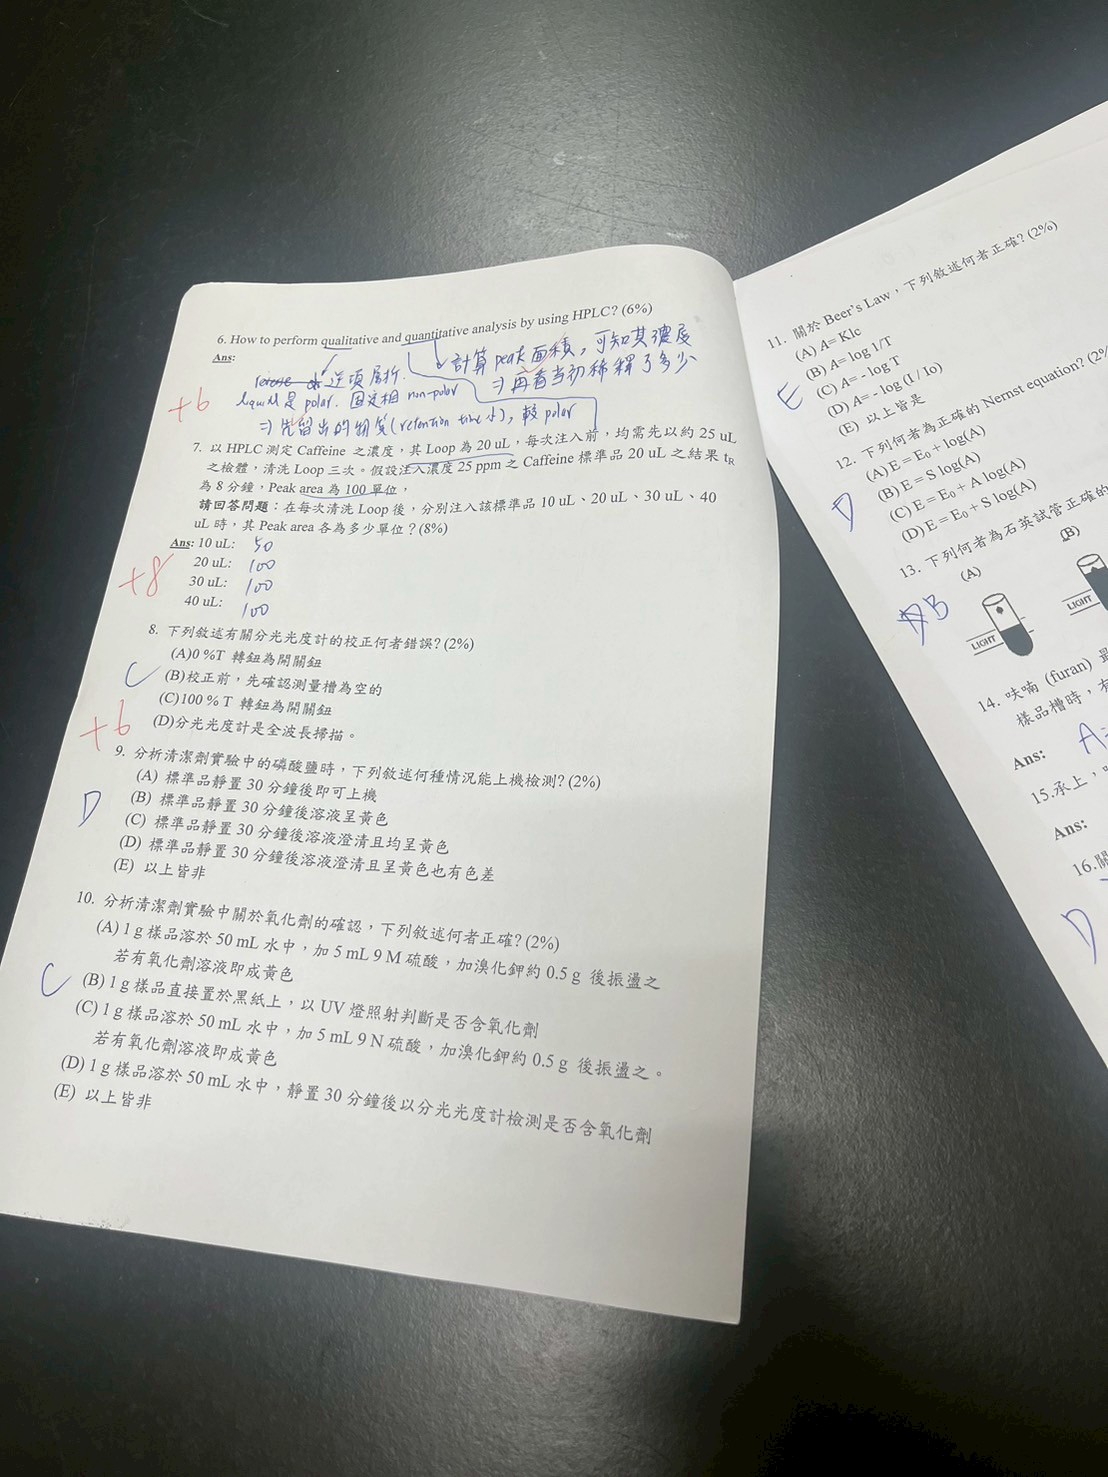 6. How to perform qualitative and quantitative analysis by using HPLC? (6%)
Ans:
計算 peak 面積，可知其濃度
⇒ 再看當初稀釋了多少
逆項層析.
liquid 是 polar. 固定相 non-polar
⇒ 先留出的物質(retention time 小), 較 polar
+6
7. 以 HPLC 測定 Caffeine 之濃度，其 Loop 為 20 uL，每次注入前，均需先以約 25 uL
之檢體，清洗 Loop 三次。假設注入濃度 25 ppm 之 Caffeine 標準品 20 uL 之結果 tR
為 8 分鐘，Peak area 為 100 單位，
請回答問題：在每次清洗 Loop 後，分別注入該標準品 10 uL、20 uL、30 uL、40
uL 時，其 Peak area 各為多少單位？(8%)
Ans: 10 uL: 50
20 uL: 100
30 uL: 100
40 uL: 100
+8
8. 下列敘述有關分光光度計的校正何者錯誤? (2%)
(A)0 %T 轉鈕為開關鈕
C (B)校正前，先確認測量槽為空的
(C)100 % T 轉鈕為開關鈕
(D)分光光度計是全波長掃描。
+6
9. 分析清潔劑實驗中的磷酸鹽時，下列敘述何種情況能上機檢測? (2%)
(A) 標準品靜置 30 分鐘後即可上機
D (B) 標準品靜置 30 分鐘後溶液呈黃色
(C) 標準品靜置 30 分鐘後溶液澄清且均呈黃色
(D) 標準品靜置 30 分鐘後溶液澄清且呈黃色也有色差
(E) 以上皆非
10. 分析清潔劑實驗中關於氧化劑的確認，下列敘述何者正確? (2%)
(A) 1 g 樣品溶於 50 mL 水中，加 5 mL 9 M 硫酸，加溴化鉀約 0.5 g 後振盪之
若有氧化劑溶液即成黃色
C (B) 1 g 樣品直接置於黑紙上，以 UV 燈照射判斷是否含氧化劑
(C) 1 g 樣品溶於 50 mL 水中，加 5 mL 9 N 硫酸，加溴化鉀約 0.5 g 後振盪之。
若有氧化劑溶液即成黃色
(D) 1 g 樣品溶於 50 mL 水中，靜置 30 分鐘後以分光光度計檢測是否含氧化劑
(E) 以上皆非
11. 關於 Beer's Law，下列敘述何者正確? (2%)
(A) A= Klc
(B) A= log 1/T
(C) A= - log T
E (D) A= - log (I / Io)
(E) 以上皆是
12. 下列何者為正確的 Nernst equation? (2%
(A) E = E0 + log(A)
(B) E = S log(A)
D (C) E = E0 + A log(A)
(D) E = E0 + S log(A)
13. 下列何者為石英試管正確的
(A)
(B)
B
LIGHT
LIGHT
14. 呋喃 (furan) 最
樣品槽時，有
Ans: A=
15.承上，
Ans:
16.關
D